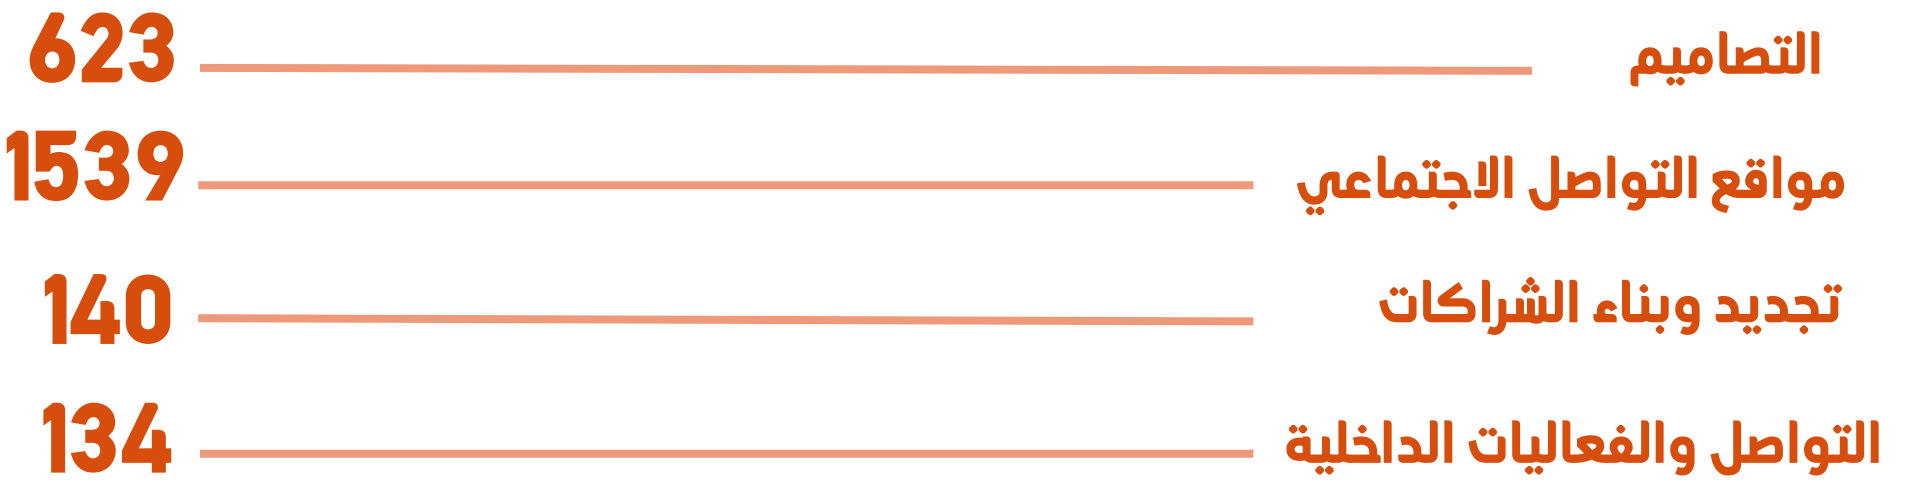 التصاميم 623
مواقع التواصل الاجتماعي 1539
تجديد وبناء الشراكات 140
التواصل والفعاليات الداخلية 134